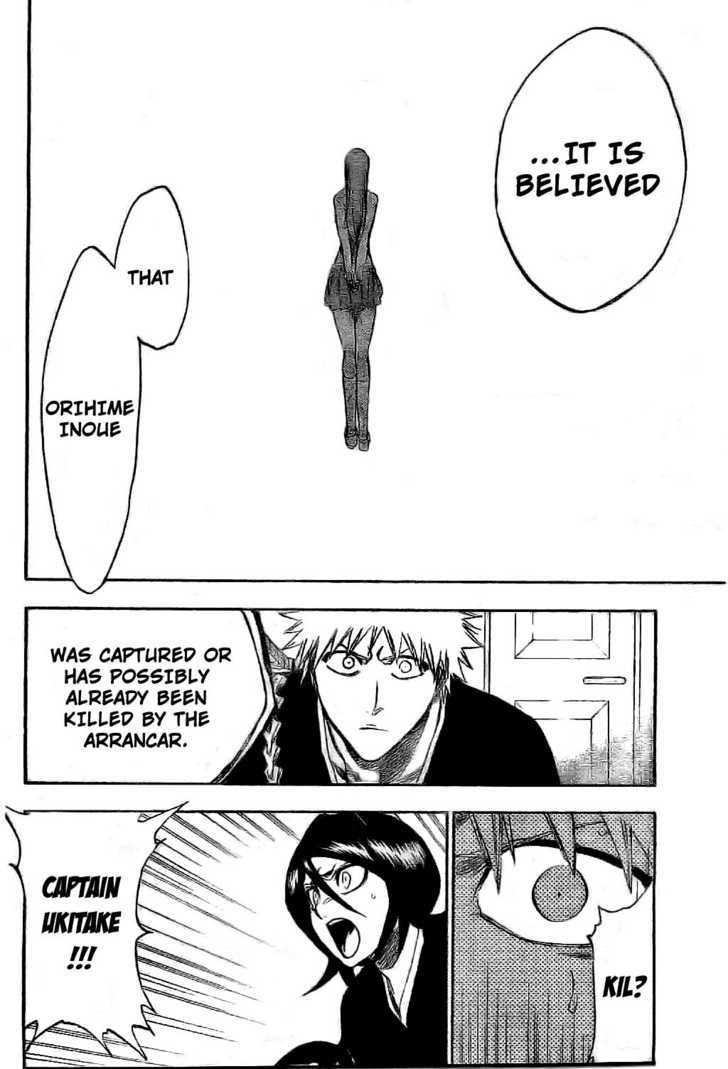 ...IT IS
BELIEVED
THAT
ORIHIME
INOUE
WAS CAPTURED OR
HAS POSSIBLY
ALREADY BEEN
KILLED BY THE
ARRANCAR.
KIL?
CAPTAIN
UKITAKE
!!!